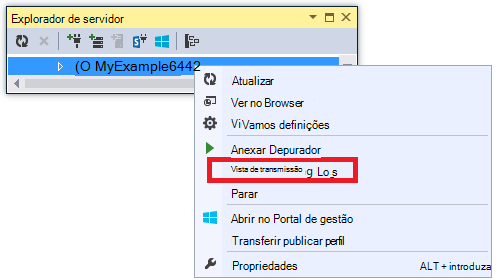 Explorador de servidor
(O MyExample6442
Atualizar
Ver no Browser
ViVamos definições
Anexar Depurador
Vista de transmissão g Lo s
Parar
Abrir no Portal de gestão
Transferir publicar perfil
Propriedades ALT + introduza